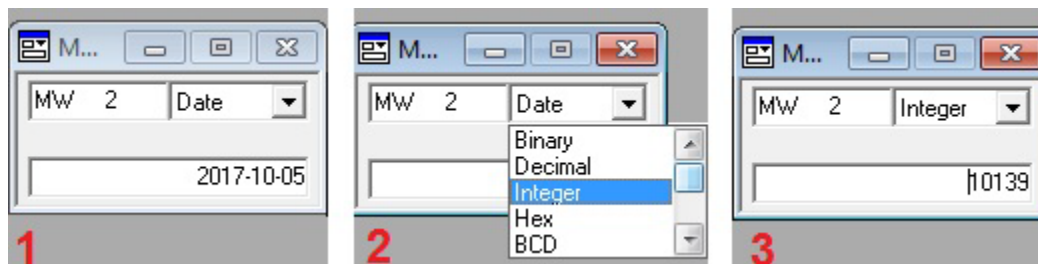 M...
MW 2 Date
2017-10-05
1
M...
MW 2 Date
Binary
Decimal
Integer
Hex
BCD
2
M...
MW 2 Integer
10139
3